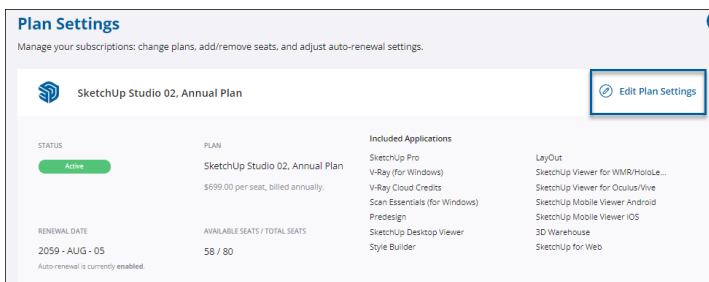 Plan Settings
Manage your subscriptions: change plans, add/remove seats, and adjust auto-renewal settings.
SketchUp Studio 02, Annual Plan
Edit Plan Settings
STATUS
Active
PLAN
SketchUp Studio 02, Annual Plan
$699.00 per seat, billed annually.
RENEWAL DATE
2059 - AUG - 05
Auto-renewal is currently enabled.
AVAILABLE SEATS / TOTAL SEATS
58 / 80
Included Applications
SketchUp Pro
V-Ray (for Windows)
V-Ray Cloud Credits
Scan Essentials (for Windows)
Predesign
SketchUp Desktop Viewer
Style Builder
LayOut
SketchUp Viewer for WMR/HoloLe...
SketchUp Viewer for Oculus/Vive
SketchUp Mobile Viewer Android
SketchUp Mobile Viewer iOS
3D Warehouse
SketchUp for Web